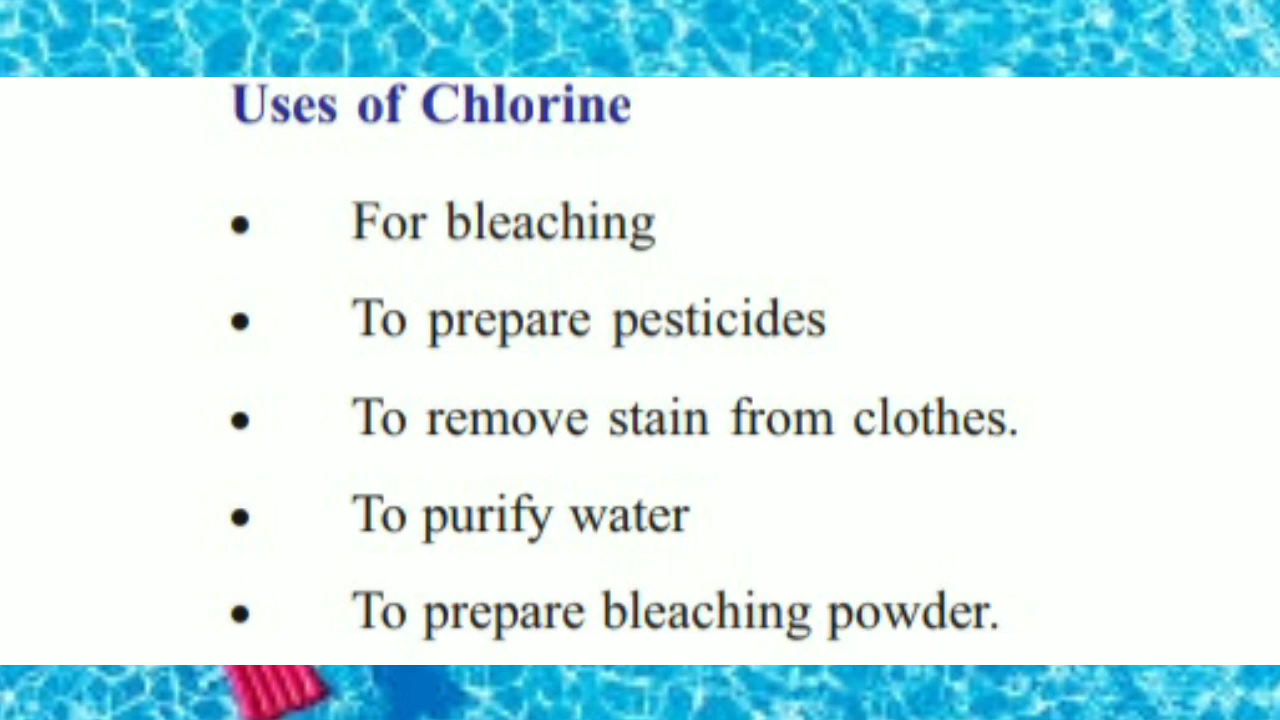 Uses of Chlorine
• For bleaching
• To prepare pesticides
• To remove stain from clothes.
• To purify water
• To prepare bleaching powder.